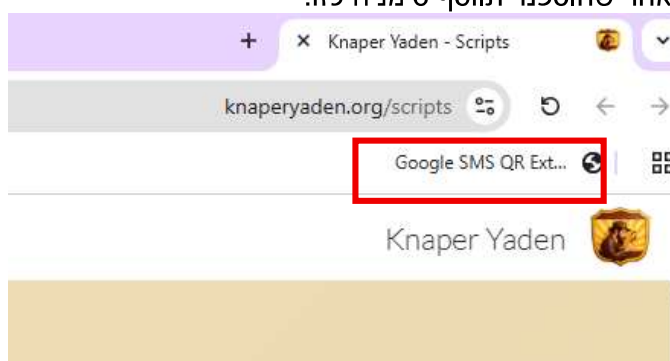 Knaper Yaden - Scripts
knaperyaden.org/scripts
Google SMS QR Ext...
Knaper Yaden